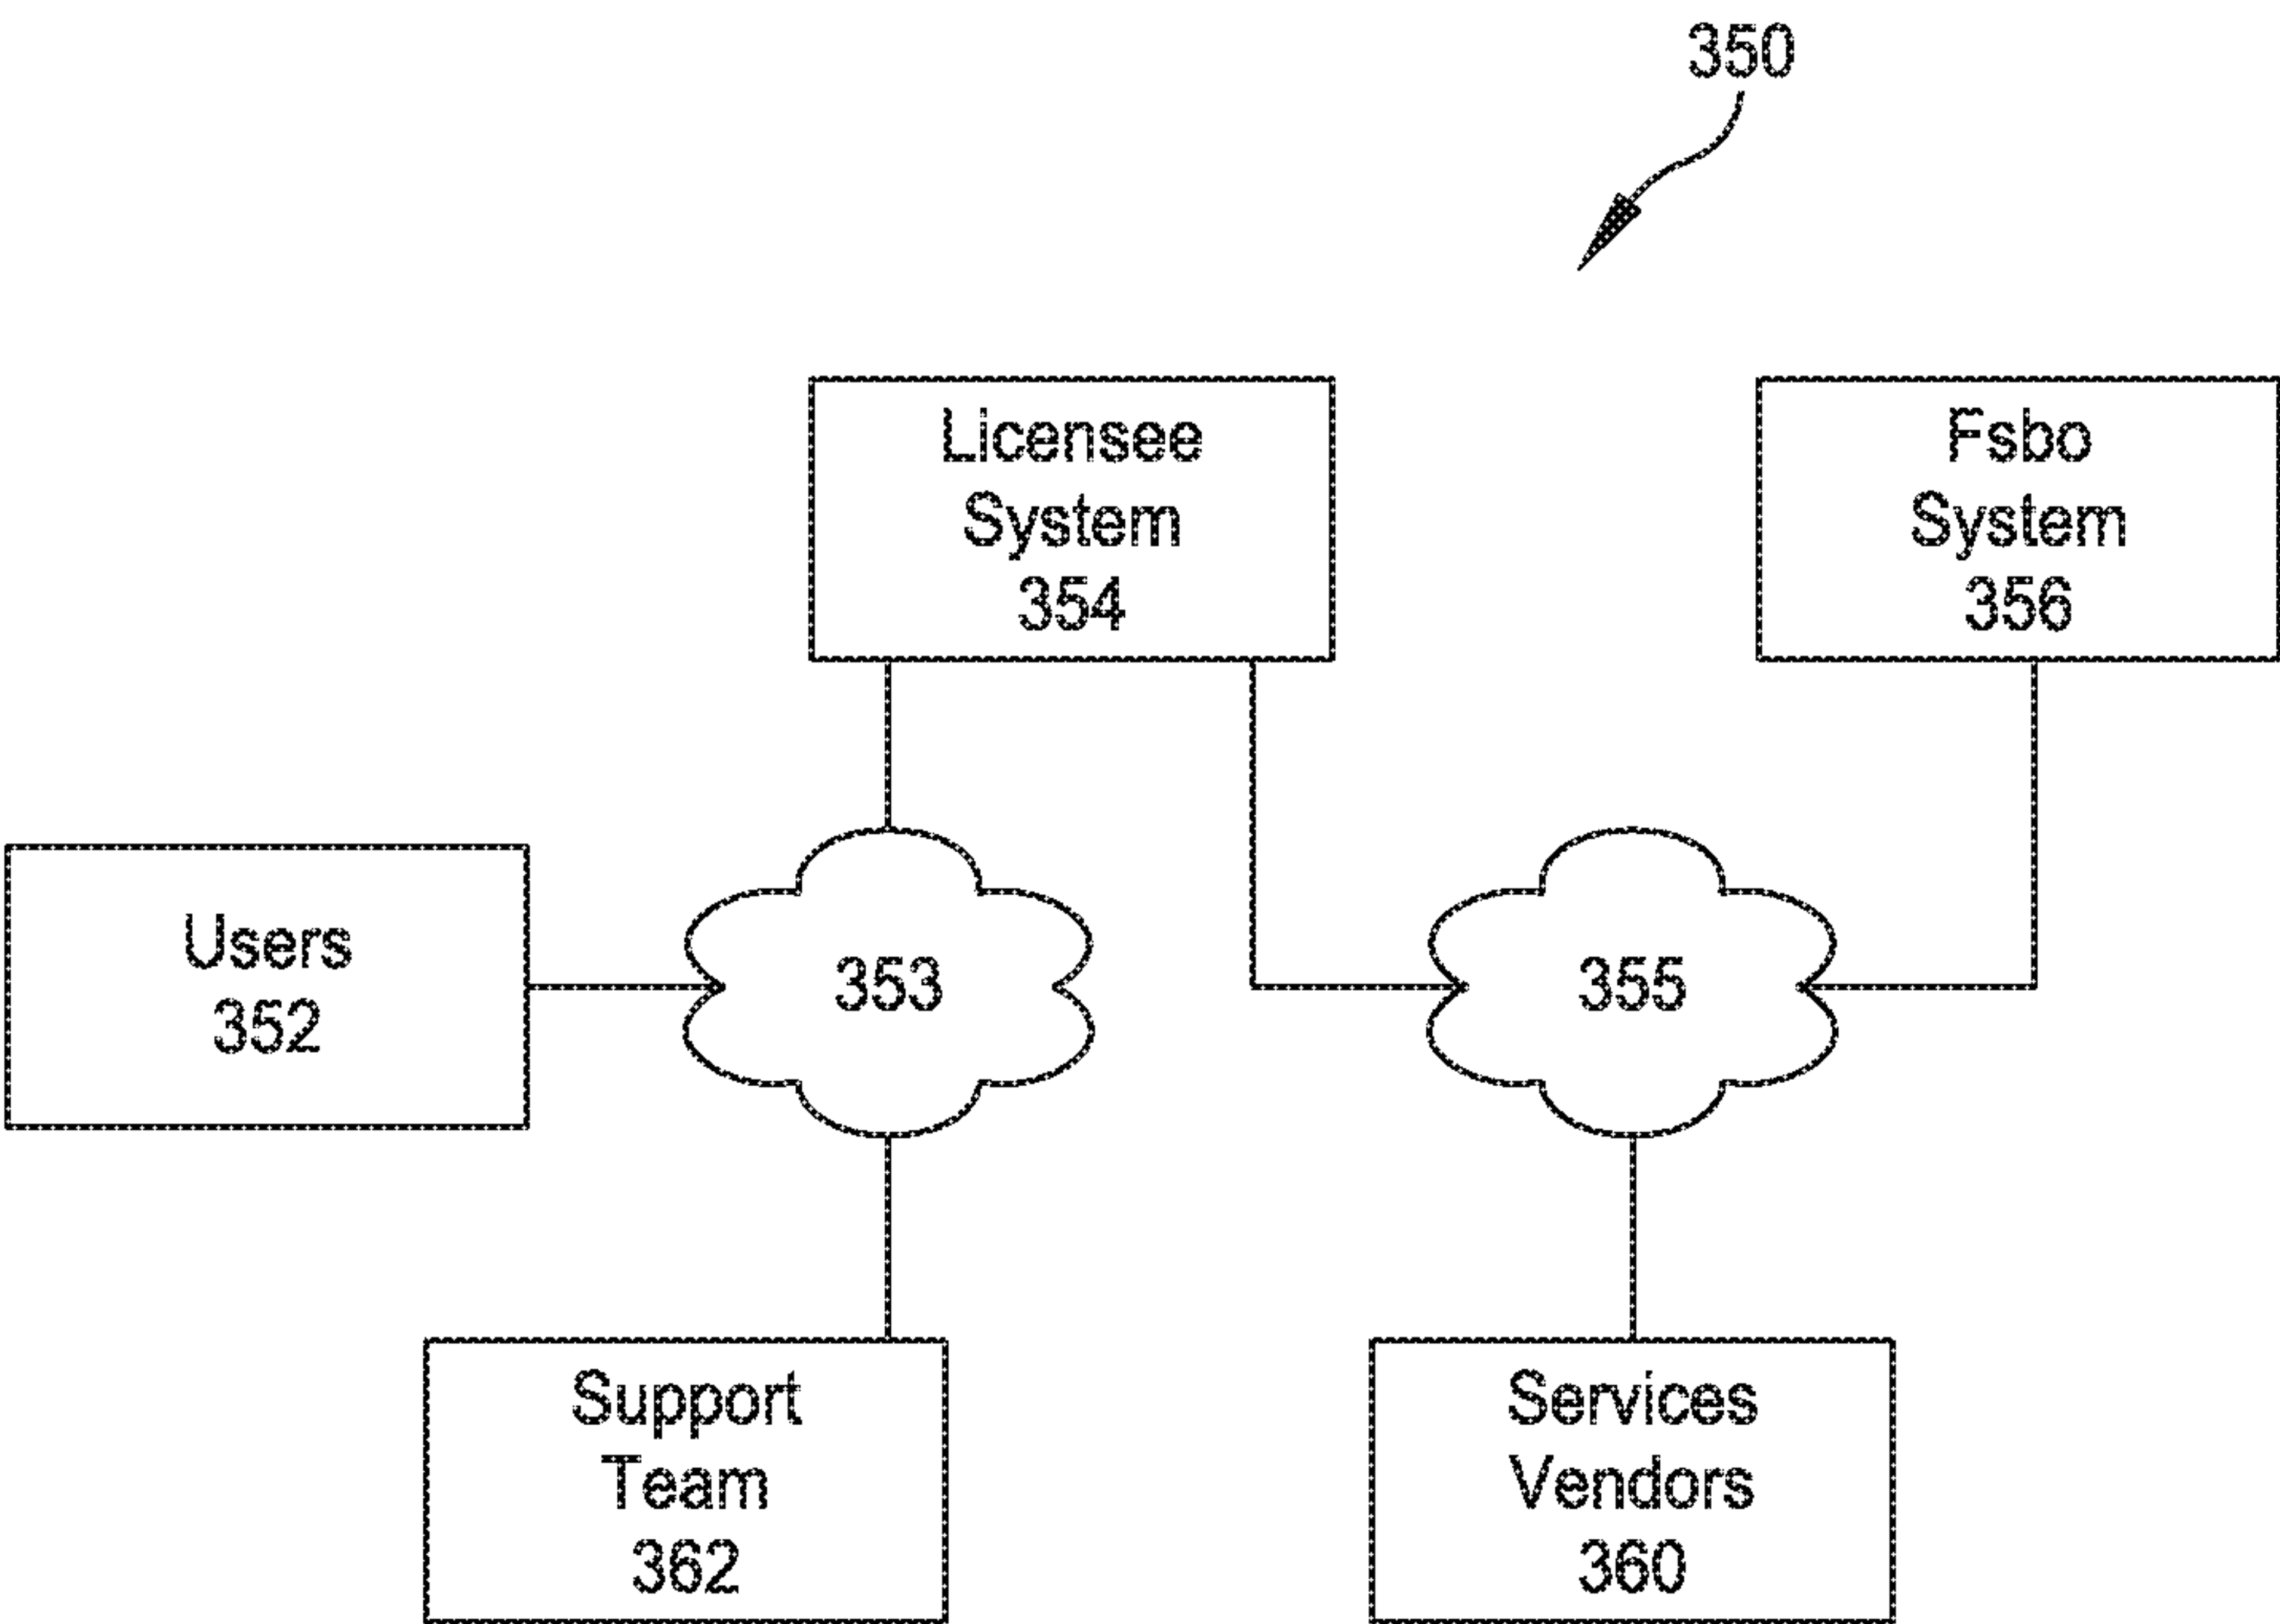 350
Licensee
System
354
Fsbo
System
356
Users
352
353
355
Support
Team
362
Services
Vendors
360